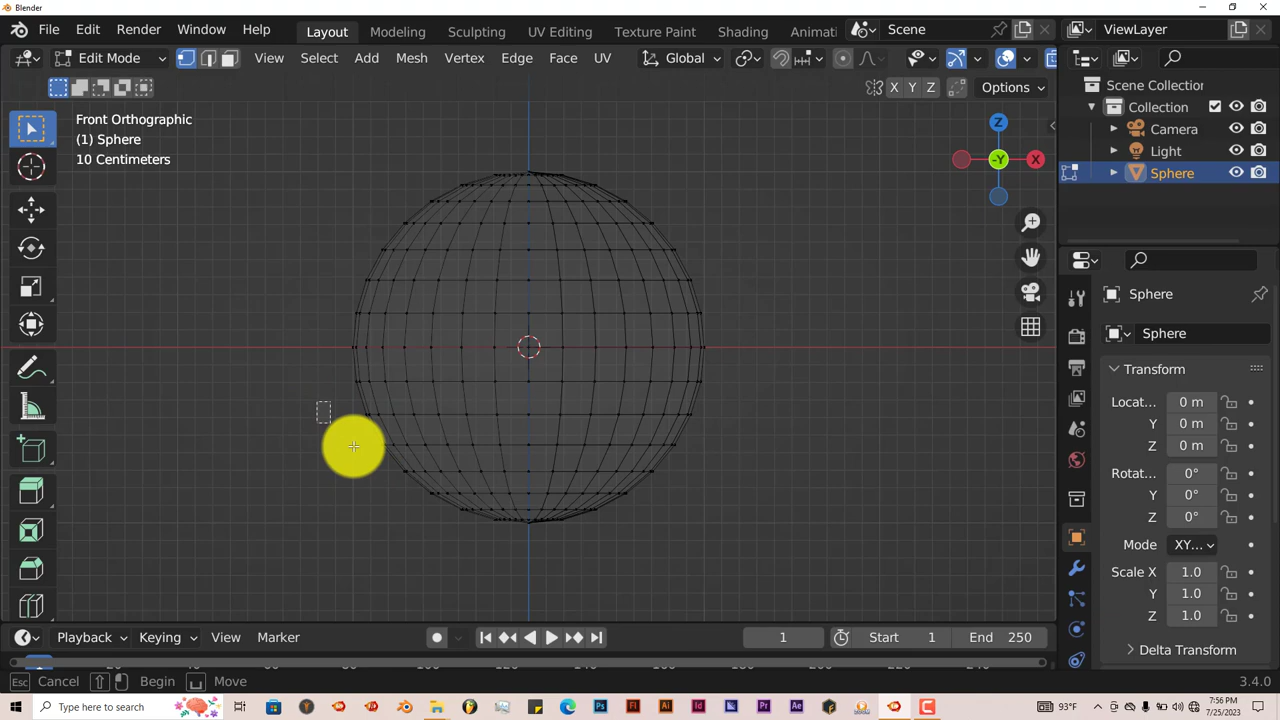 Blender
File Edit Render Window Help Layout Modeling Sculpting UV Editing Texture Paint Shading Animati Scene ViewLayer
Edit Mode View Select Add Mesh Vertex Edge Face UV Global
X Y Z Options
Front Orthographic
(1) Sphere
10 Centimeters
Z
-Y X
Scene Collection
Collection
Camera
Light
Sphere
Sphere
Sphere
Transform
Locat... 0 m
Y 0 m
Z 0 m
Rotat... 0°
Y 0°
Z 0°
Mode XY...
Scale X 1.0
Y 1.0
Z 1.0
Delta Transform
Playback Keying View Marker 1 Start 1 End 250
Esc Cancel Begin Move 3.4.0
Type here to search 93°F 7:56 PM
7/25/2023